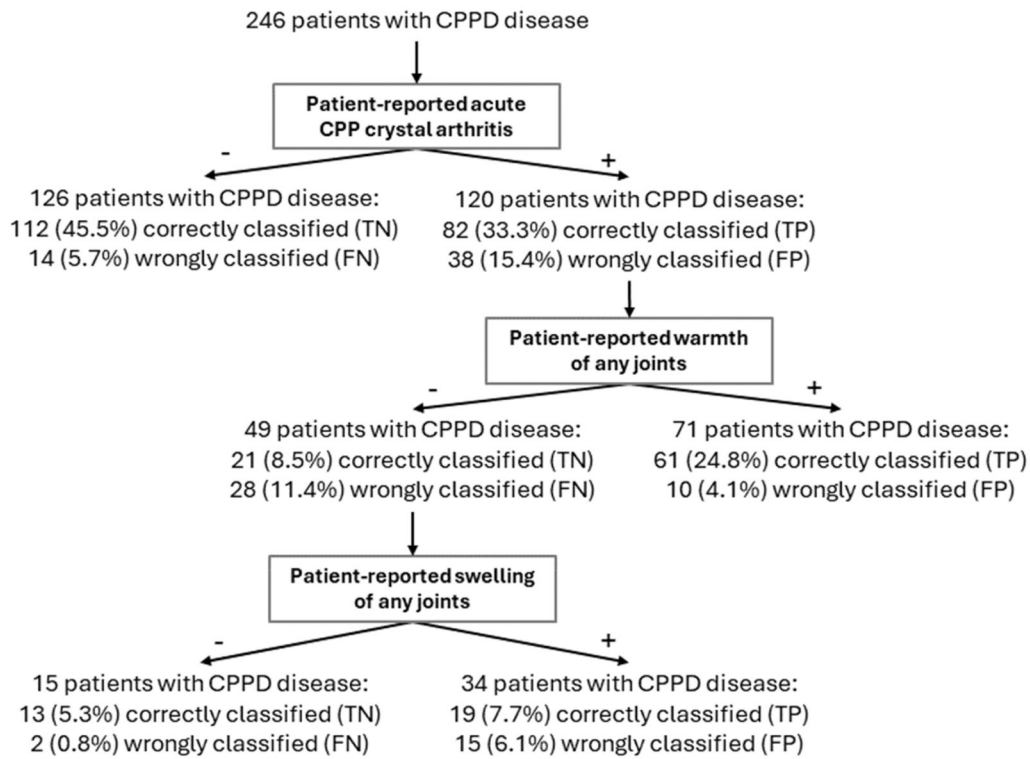 246 patients with CPPD disease
Patient-reported acute
CPP crystal arthritis
-
+
126 patients with CPPD disease:
112 (45.5%) correctly classified (TN)
14 (5.7%) wrongly classified (FN)
120 patients with CPPD disease:
82 (33.3%) correctly classified (TP)
38 (15.4%) wrongly classified (FP)
Patient-reported warmth
of any joints
-
+
49 patients with CPPD disease:
21 (8.5%) correctly classified (TN)
28 (11.4%) wrongly classified (FN)
71 patients with CPPD disease:
61 (24.8%) correctly classified (TP)
10 (4.1%) wrongly classified (FP)
Patient-reported swelling
of any joints
-
+
15 patients with CPPD disease:
13 (5.3%) correctly classified (TN)
2 (0.8%) wrongly classified (FN)
34 patients with CPPD disease:
19 (7.7%) correctly classified (TP)
15 (6.1%) wrongly classified (FP)